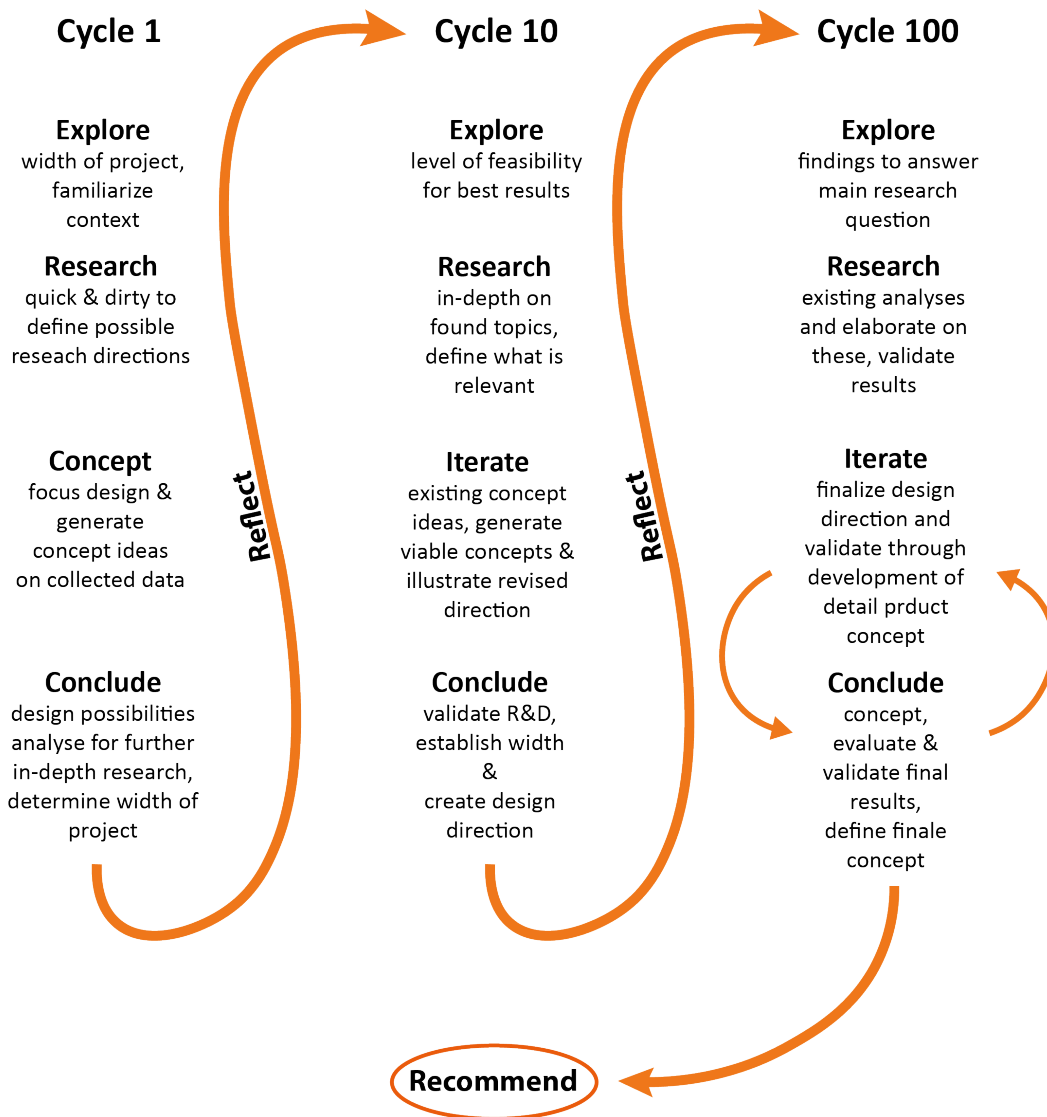 Cycle 1
Explore
width of project,
familiarize
context
Research
quick & dirty to
define possible
reseach directions
Concept
focus design &
generate
concept ideas
on collected data
Conclude
design possibilities
analyse for further
in-depth research,
determine width of
project
Reflect
Cycle 10
Explore
level of feasibility
for best results
Research
in-depth on
found topics,
define what is
relevant
Iterate
existing concept
ideas, generate
viable concepts &
illustrate revised
direction
Conclude
validate R&D,
establish width
&
create design
direction
Reflect
Cycle 100
Explore
findings to answer
main research
question
Research
existing analyses
and elaborate on
these, validate
results
Iterate
finalize design
direction and
validate through
development of
detail prduct
concept
Conclude
concept,
evaluate &
validate final
results,
define finale
concept
Recommend